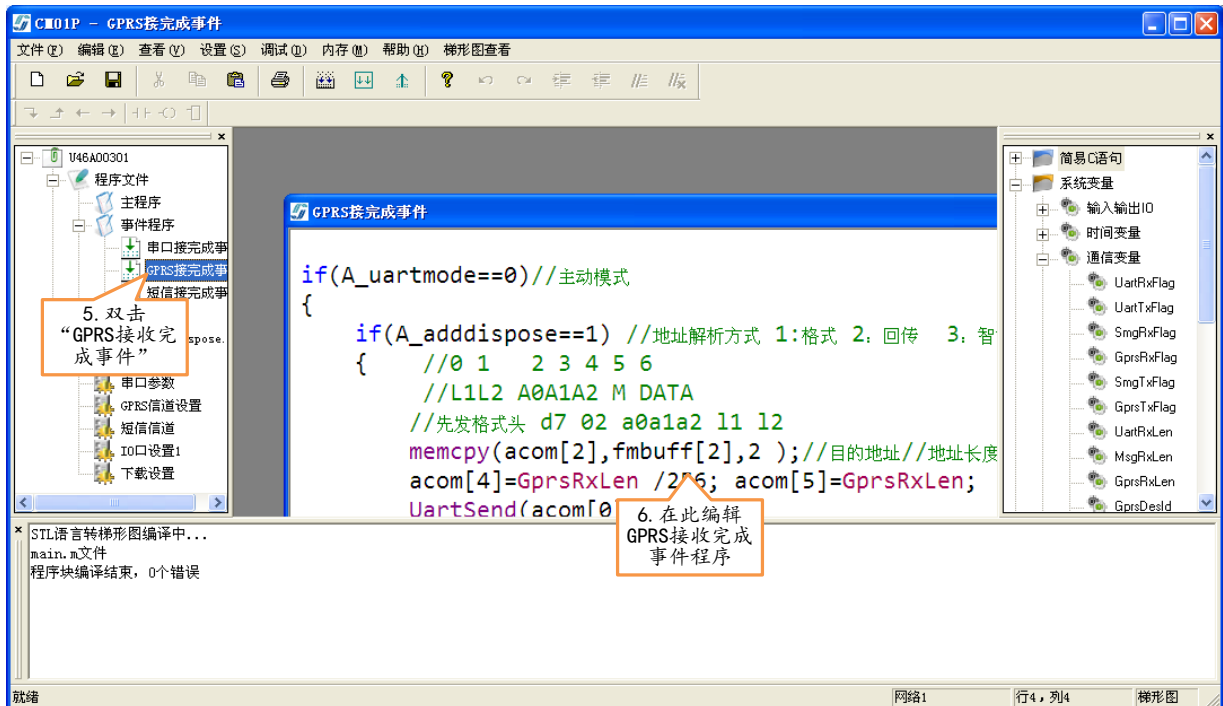 CM01P - GPRS接完成事件
文件(F) 编辑(E) 查看(V) 设置(S) 调试(D) 内存(M) 帮助(H) 梯形图查看
U46A00301
程序文件
主程序
事件程序
串口接完成事
GPRS接完成事
短信接完成事
5. 双击
“GPRS接收完
成事件”
spose.
串口参数
GPRS信道设置
短信信道
IO口设置1
下载设置
GPRS接完成事件
if(A_uartmode==0)//主动模式
{
if(A_adddispose==1) //地址解析方式 1:格式 2：回传 3：智
{ //0 1 2 3 4 5 6
//L1L2 A0A1A2 M DATA
//先发格式头 d7 02 a0a1a2 l1 l2
memcpy(acom[2],fmbuff[2],2 );//目的地址//地址长度
acom[4]=GprsRxLen /256; acom[5]=GprsRxLen;
UartSend(acom[0
6. 在此编辑
GPRS接收完成
事件程序
简易C语句
系统变量
输入输出IO
时间变量
通信变量
UartRxFlag
UartTxFlag
SmgRxFlag
GprsRxFlag
SmgTxFlag
GprsTxFlag
UartRxLen
MsgRxLen
GprsRxLen
GprsDesId
STL语言转梯形图编译中...
main.m文件
程序块编译结束，0个错误
就绪
网络1
行4，列4
梯形图